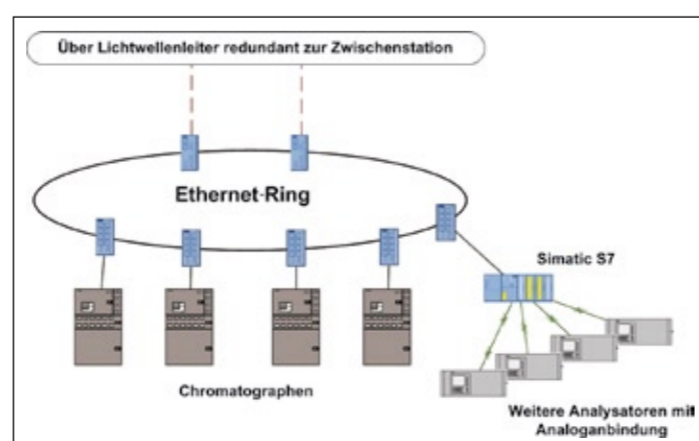 Über Lichtwellenleiter redundant zur Zwischenstation
Ethernet-Ring
Simatic S7
Chromatographen
Weitere Analysatoren mit
Analoganbindung